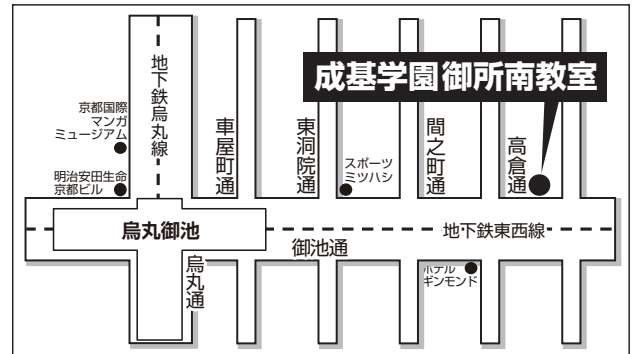 成基学園御所南教室
地下鉄烏丸線
京都国際
マンガ
ミュージアム
明治安田生命
京都ビル
車屋町通
東洞院通
スポーツ
ミツハシ
間之町通
高倉通
烏丸御池
地下鉄東西線
御池通
烏丸通
ホテル
ギンモンド